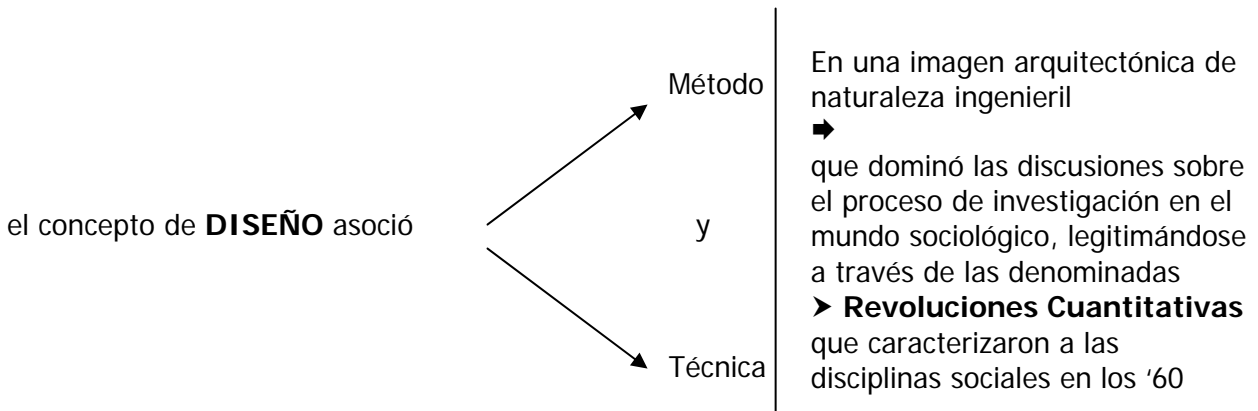 el concepto de DISEÑO asoció
Método
y
Técnica
En una imagen arquitectónica de
naturaleza ingenieril
➨
que dominó las discusiones sobre
el proceso de investigación en el
mundo sociológico, legitimándose
a través de las denominadas
➤ Revoluciones Cuantitativas
que caracterizaron a las
disciplinas sociales en los ‘60